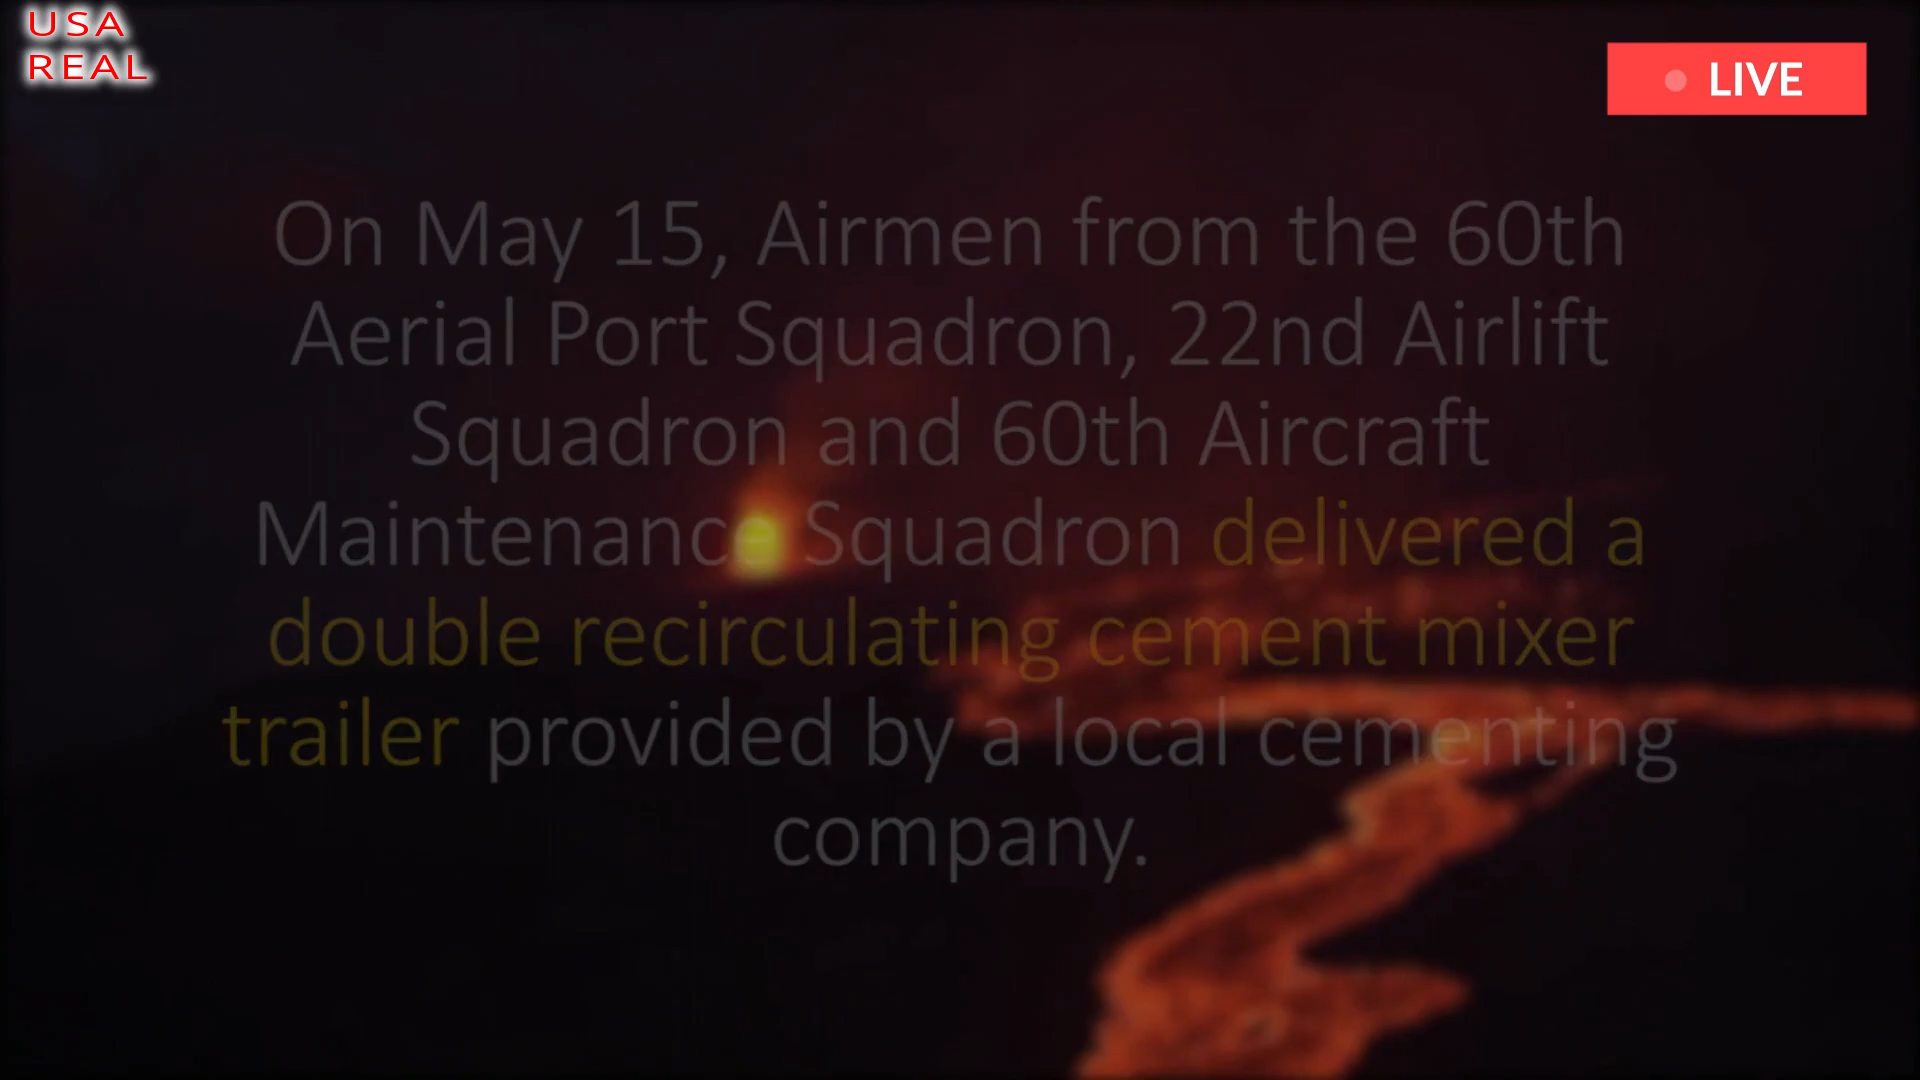 USA
REAL
LIVE
On May 15, Airmen from the 60th
Aerial Port Squadron, 22nd Airlift
Squadron and 60th Aircraft
Maintenance Squadron delivered a
double recirculating cement mixer
trailer provided by a local cementing
company.